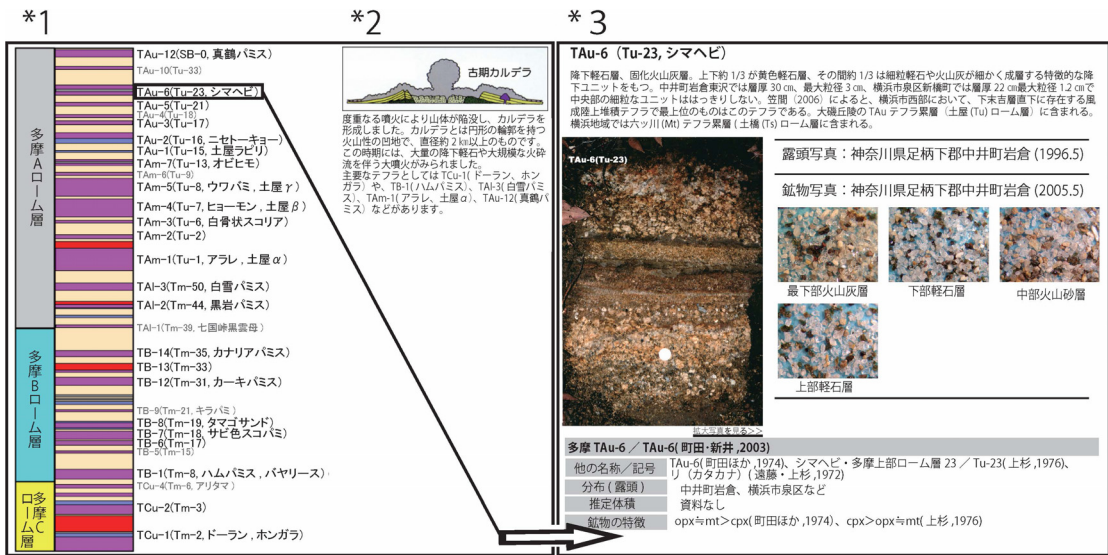 *1
*2
*3
多摩Aローム層
多摩Bローム層
多摩Cローム層
TAu-12(SB-0, 真鶴パミス)
TAu-10(Tu-33)
TAu-6(Tu-23, シマヘビ)
TAu-5(Tu-21)
TAu-4(Tu-18)
TAu-3(Tu-17)
TAu-2(Tu-16, ニセトーキョー)
TAu-1(Tu-15, 土屋ラビリ)
TAm-7(Tu-13, オビヒモ)
TAm-6(Tu-9)
TAm-5(Tu-8, ウワバミ, 土屋γ)
TAm-4(Tu-7, ヒョーモン, 土屋β)
TAm-3(Tu-6, 白骨状スコリア)
TAm-2(Tu-2)
TAm-1(Tu-1, アラレ, 土屋α)
TAl-3(Tm-50, 白雪パミス)
TAl-2(Tm-44, 黒岩パミス)
TAl-1(Tm-39, 七国峠黒雲母)
TB-14(Tm-35, カナリアパミス)
TB-13(Tm-33)
TB-12(Tm-31, カーキパミス)
TB-9(Tm-21, キラパミ)
TB-8(Tm-19, タマゴサンド)
TB-7(Tm-18, サビ色スコパミ)
TB-6(Tm-17)
TB-5(Tm-15)
TB-1(Tm-8, ハムパミス, バヤリース)
TCu-4(Tm-6, アリタマ)
TCu-2(Tm-3)
TCu-1(Tm-2, ドーラン, ホンガラ)
古期カルデラ
度重なる噴火により山体が陥没し、カルデラを
形成しました。カルデラとは円形の輪郭を持つ
火山性の凹地で、直径約2㎞以上のものです。
この時期には、大量の降下軽石や大規模な火砕
流を伴う大噴火がみられました。
主要なテフラとしてはTCu-1(ドーラン、ホン
ガラ)や、TB-1(ハムパミス)、TAl-3(白雪パミ
ス)、TAm-1(アラレ、土屋α)、TAu-12(真鶴パ
ミス)などがあります。
TAu-6(Tu-23, シマヘビ)
降下軽石層、固化火山灰層。上下約1/3が黄色軽石層、その間約1/3は細粒軽石や火山灰が細かく成層する特徴的な降
下ユニットをもつ。中井町岩倉東沢では層厚30㎝、最大粒径3㎝、横浜市泉区新橋町では層厚22㎝最大粒径1.2㎝で
中央部の細粒なユニットははっきりしない。笠間(2006)によると、横浜市西部において、下末吉層直下に存在する風
成陸上堆積テフラで最上位のものはこのテフラである。大磯丘陵のTAuテフラ累層(土屋(Tu)ローム層)に含まれる。
横浜地域では六ッ川(Mt)テフラ累層(土橋(Ts)ローム層に含まれる。
TAu-6(Tu-23)
拡大写真を見る>>
露頭写真：神奈川県足柄下郡中井町岩倉(1996.5)
鉱物写真：神奈川県足柄下郡中井町岩倉(2005.5)
最下部火山灰層
下部軽石層
中部火山砂層
上部軽石層
多摩TAu-6／TAu-6(町田・新井,2003)
他の名称／記号
TAu-6(町田ほか,1974)、シマヘビ・多摩上部ローム層23／Tu-23(上杉,1976)、
リ(カタカナ)(遠藤・上杉,1972)
分布(露頭) 中井町岩倉、横浜市泉区など
推定体積 資料なし
鉱物の特徴 opx≒mt＞cpx(町田ほか,1974)、cpx＞opx≒mt(上杉,1976)